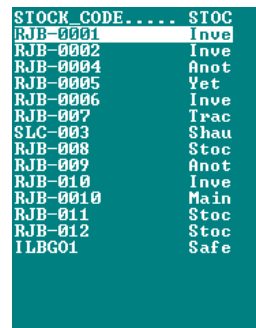 STOCK_CODE..... STOC
RJB-0001 Inve
RJB-0002 Inve
RJB-0004 Anot
RJB-0005 Yet
RJB-0006 Inve
RJB-007 Trac
SLC-003 Shau
RJB-008 Stoc
RJB-009 Anot
RJB-010 Inve
RJB-0010 Main
RJB-011 Stoc
RJB-012 Stoc
ILBGO1 Safe